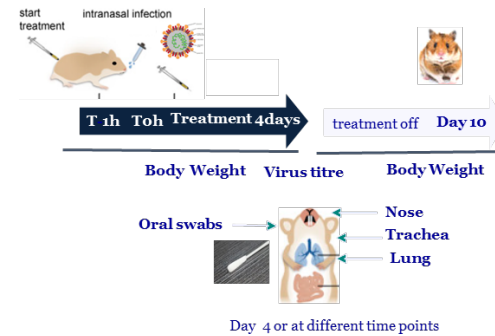 start
treatment
intranasal infection
T 1h Toh Treatment 4days
treatment off Day 10
Body Weight Virus titre Body Weight
Oral swabs
Nose
Trachea
Lung
Day 4 or at different time points